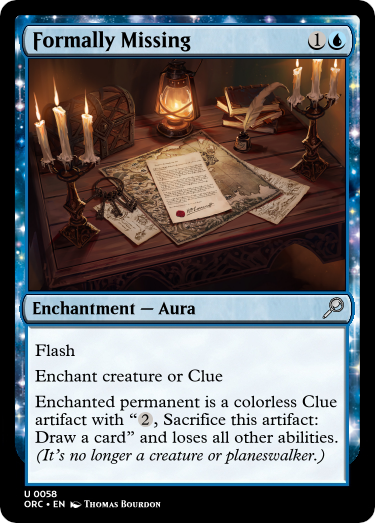 Formally Missing 1
Enchantment — Aura
Flash
Enchant creature or Clue
Enchanted permanent is a colorless Clue
artifact with “2, Sacrifice this artifact:
Draw a card” and loses all other abilities.
(It’s no longer a creature or planeswalker.)
U 0058
ORC • EN Thomas Bourdon